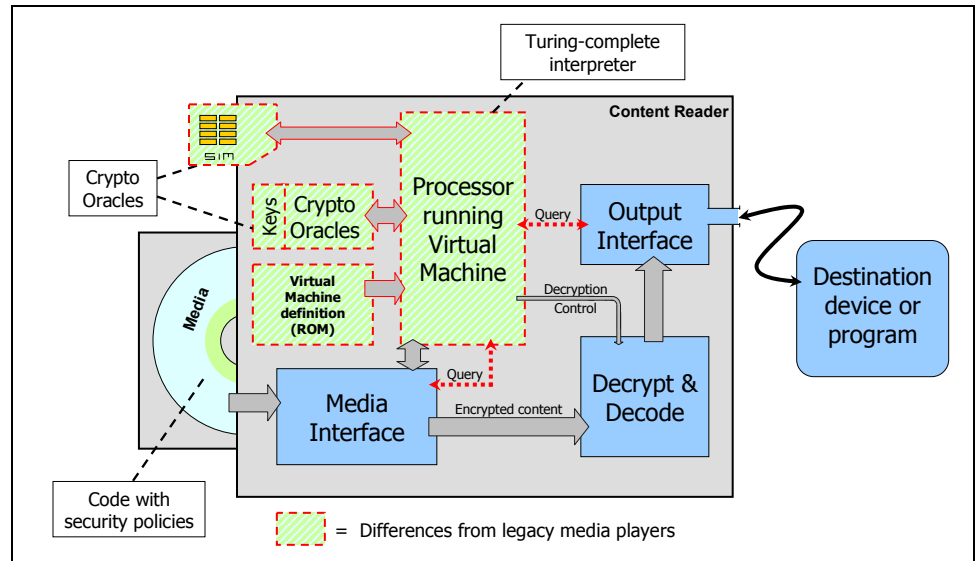 Turing-complete
interpreter
Content Reader
SIM
Crypto
Oracles
Keys
Crypto
Oracles
Processor
running
Virtual
Machine
Query
Output
Interface
Virtual
Machine
definition
(ROM)
Decryption
Control
Destination
device or
program
Media
Query
Media
Interface
Encrypted content
Decrypt &
Decode
Code with
security policies
= Differences from legacy media players